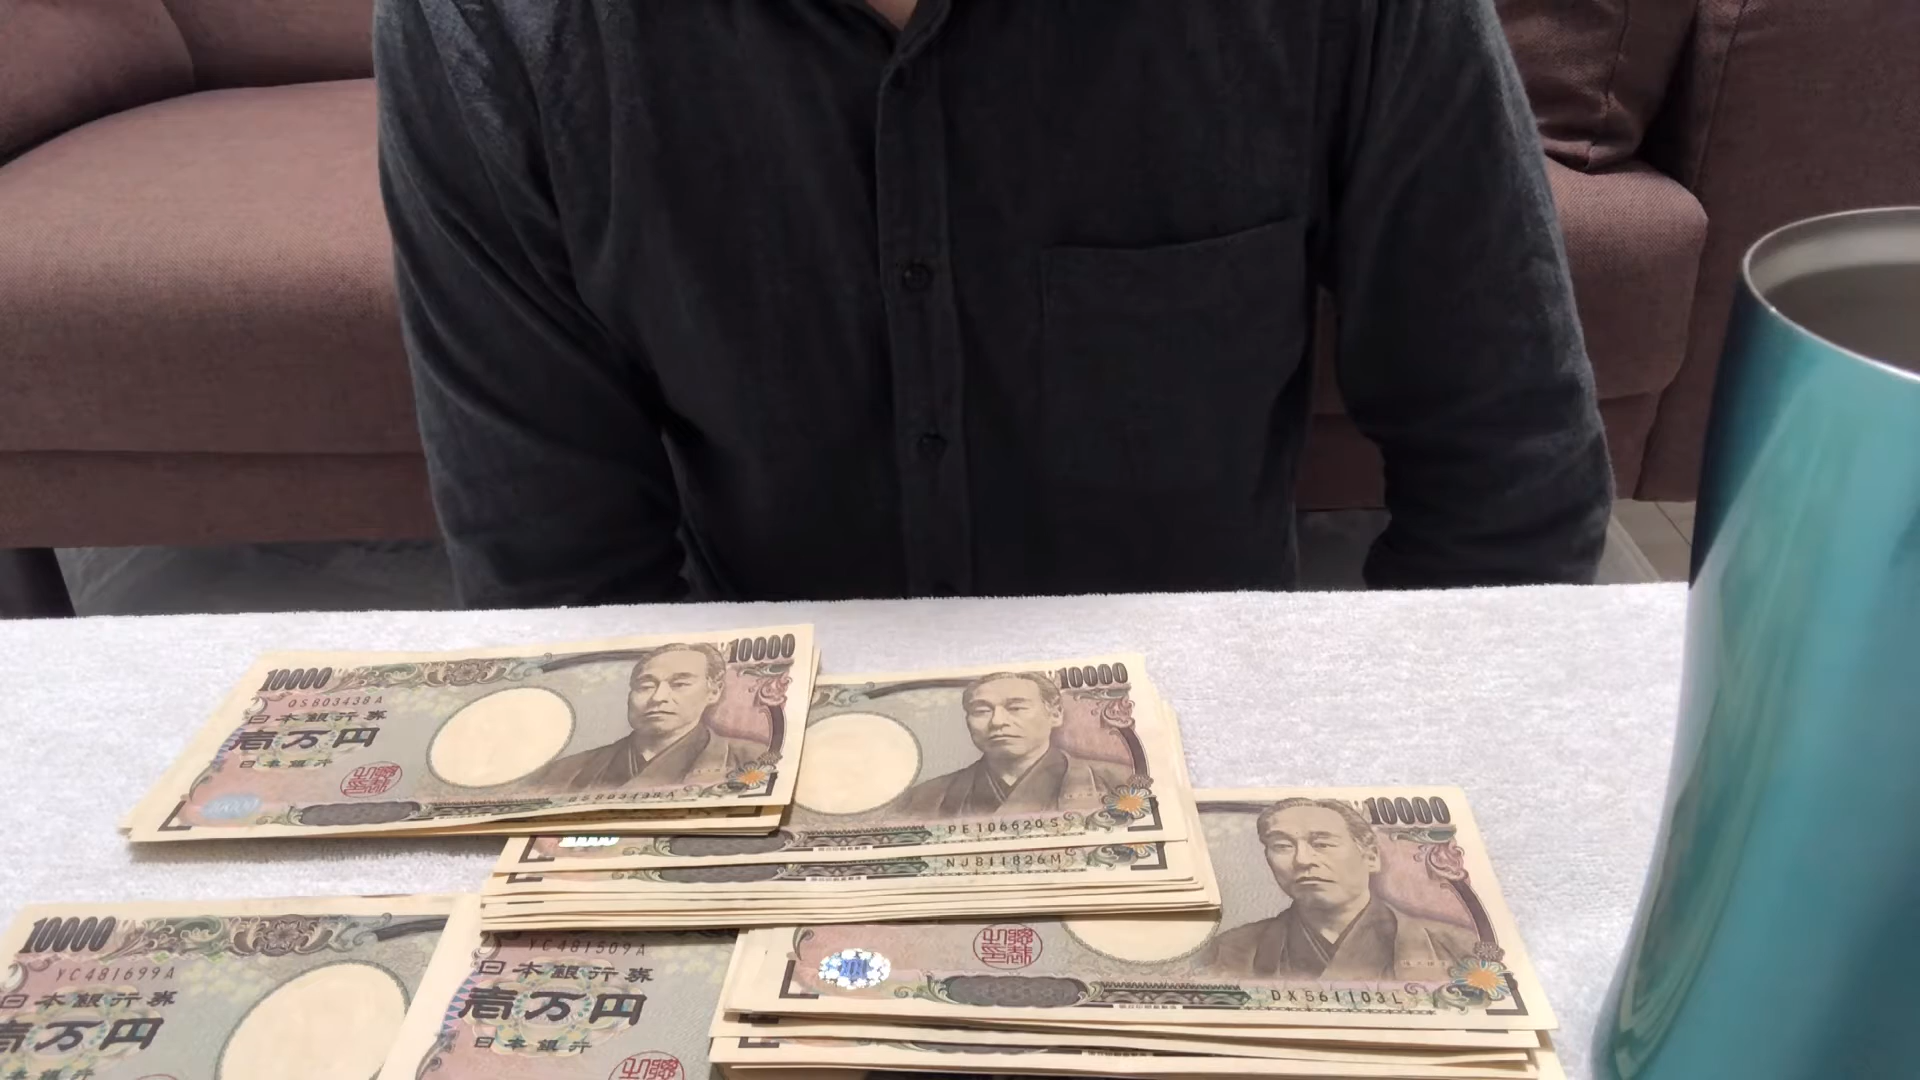 10000
10000
QS803438A
日本銀行券
壱万円
日本銀行
QS803438A
10000
PE106620S
NJ811826M
10000
DX561103L
10000
YC481699A
日本銀行券
壱万円
YC481509A
日本銀行券
壱万円
日本銀行